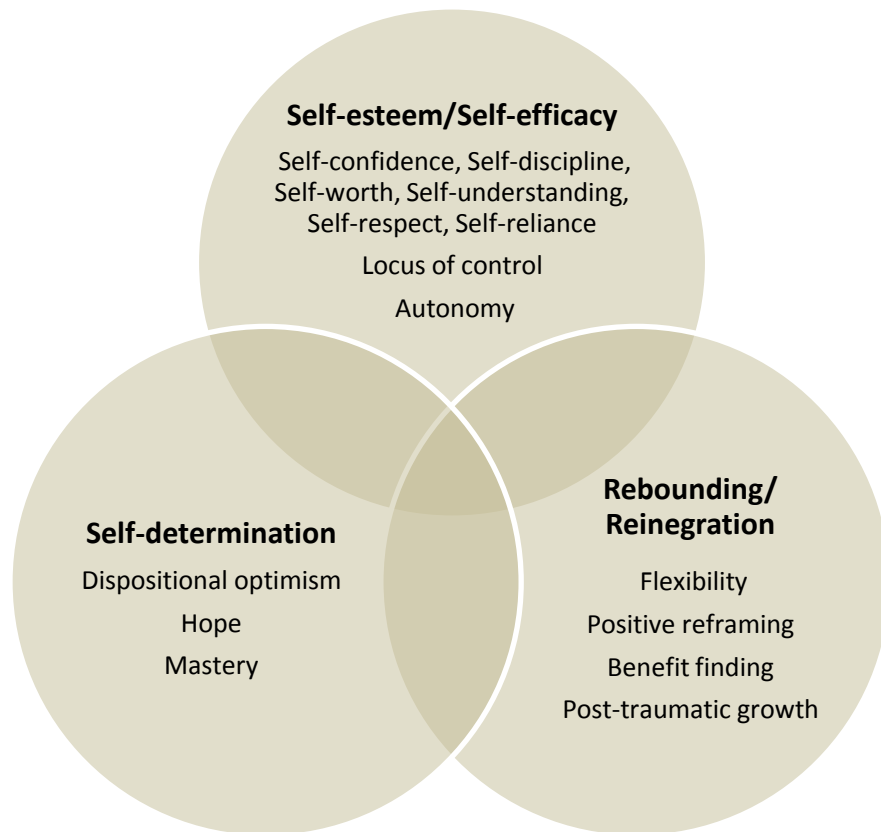 Self-esteem/Self-efficacy
Self-confidence, Self-discipline,
Self-worth, Self-understanding,
Self-respect, Self-reliance
Locus of control
Autonomy
Self-determination
Dispositional optimism
Hope
Mastery
Rebounding/
Reinegration
Flexibility
Positive reframing
Benefit finding
Post-traumatic growth